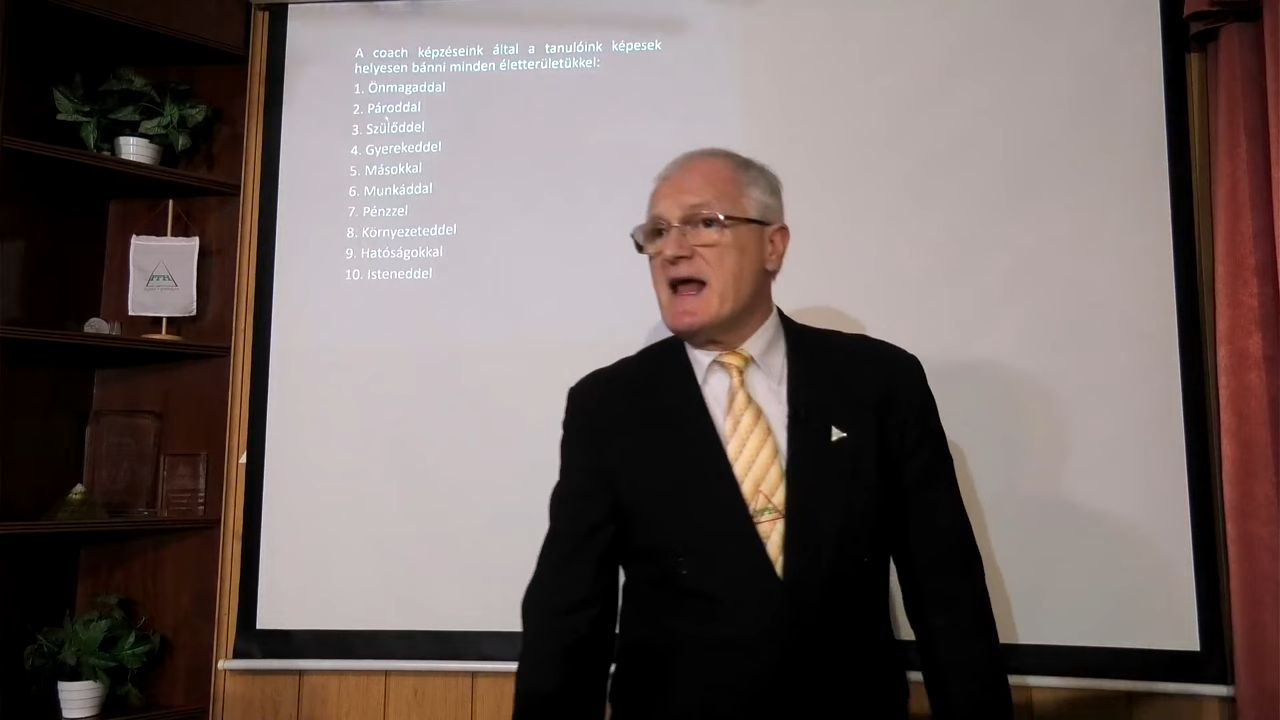 A coach képzéseink által a tanulóink képesek
helyesen bánni minden életterületükkel:
1. Önmagaddal
2. Pároddal
3. Szülőddel
4. Gyerekeddel
5. Másokkal
6. Munkáddal
7. Pénzzel
8. Környezeteddel
9. Hatóságokkal
10. Isteneddel